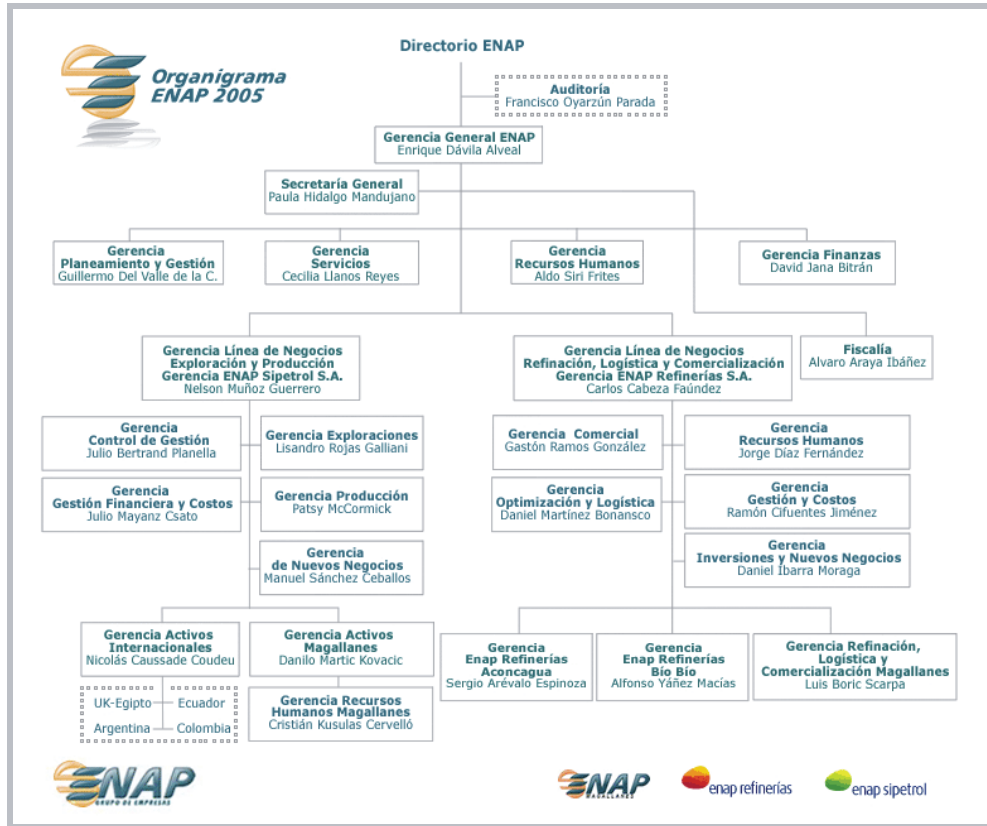 Directorio ENAP
Organigrama
ENAP 2005
Auditoría
Francisco Oyarzún Parada
Gerencia General ENAP
Enrique Dávila Alveal
Secretaría General
Paula Hidalgo Mandujano
Gerencia
Planeamiento y Gestión
Guillermo Del Valle de la C.
Gerencia
Servicios
Cecilia Llanos Reyes
Gerencia
Recursos Humanos
Aldo Siri Frites
Gerencia Finanzas
David Jana Bitrán
Gerencia Línea de Negocios
Exploración y Producción
Gerencia ENAP Sipetrol S.A.
Nelson Muñoz Guerrero
Gerencia Línea de Negocios
Refinación, Logística y Comercialización
Gerencia ENAP Refinerías S.A.
Carlos Cabeza Faúndez
Fiscalía
Alvaro Araya Ibáñez
Gerencia
Control de Gestión
Julio Bertrand Planella
Gerencia Exploraciones
Lisandro Rojas Galliani
Gerencia Comercial
Gastón Ramos González
Gerencia
Recursos Humanos
Jorge Díaz Fernández
Gerencia
Gestión Financiera y Costos
Julio Mayanz Csato
Gerencia Producción
Patsy McCormick
Gerencia
Optimización y Logística
Daniel Martínez Bonansco
Gerencia
Gestión y Costos
Ramón Cifuentes Jiménez
Gerencia
de Nuevos Negocios
Manuel Sánchez Ceballos
Gerencia
Inversiones y Nuevos Negocios
Daniel Ibarra Moraga
Gerencia Activos
Internacionales
Nicolás Caussade Coudeu
Gerencia Activos
Magallanes
Danilo Martic Kovacic
Gerencia
Enap Refinerías
Aconcagua
Sergio Arévalo Espinoza
Gerencia
Enap Refinerías
Bío Bío
Alfonso Yáñez Macías
Gerencia Refinación,
Logística y
Comercialización Magallanes
Luis Boric Scarpa
UK-Egipto
Ecuador
Argentina
Colombia
Gerencia Recursos
Humanos Magallanes
Cristián Kusulas Cervelló
ENAP
GRUPO DE EMPRESAS
ENAP
MAGALLANES
enap refinerías
enap sipetrol